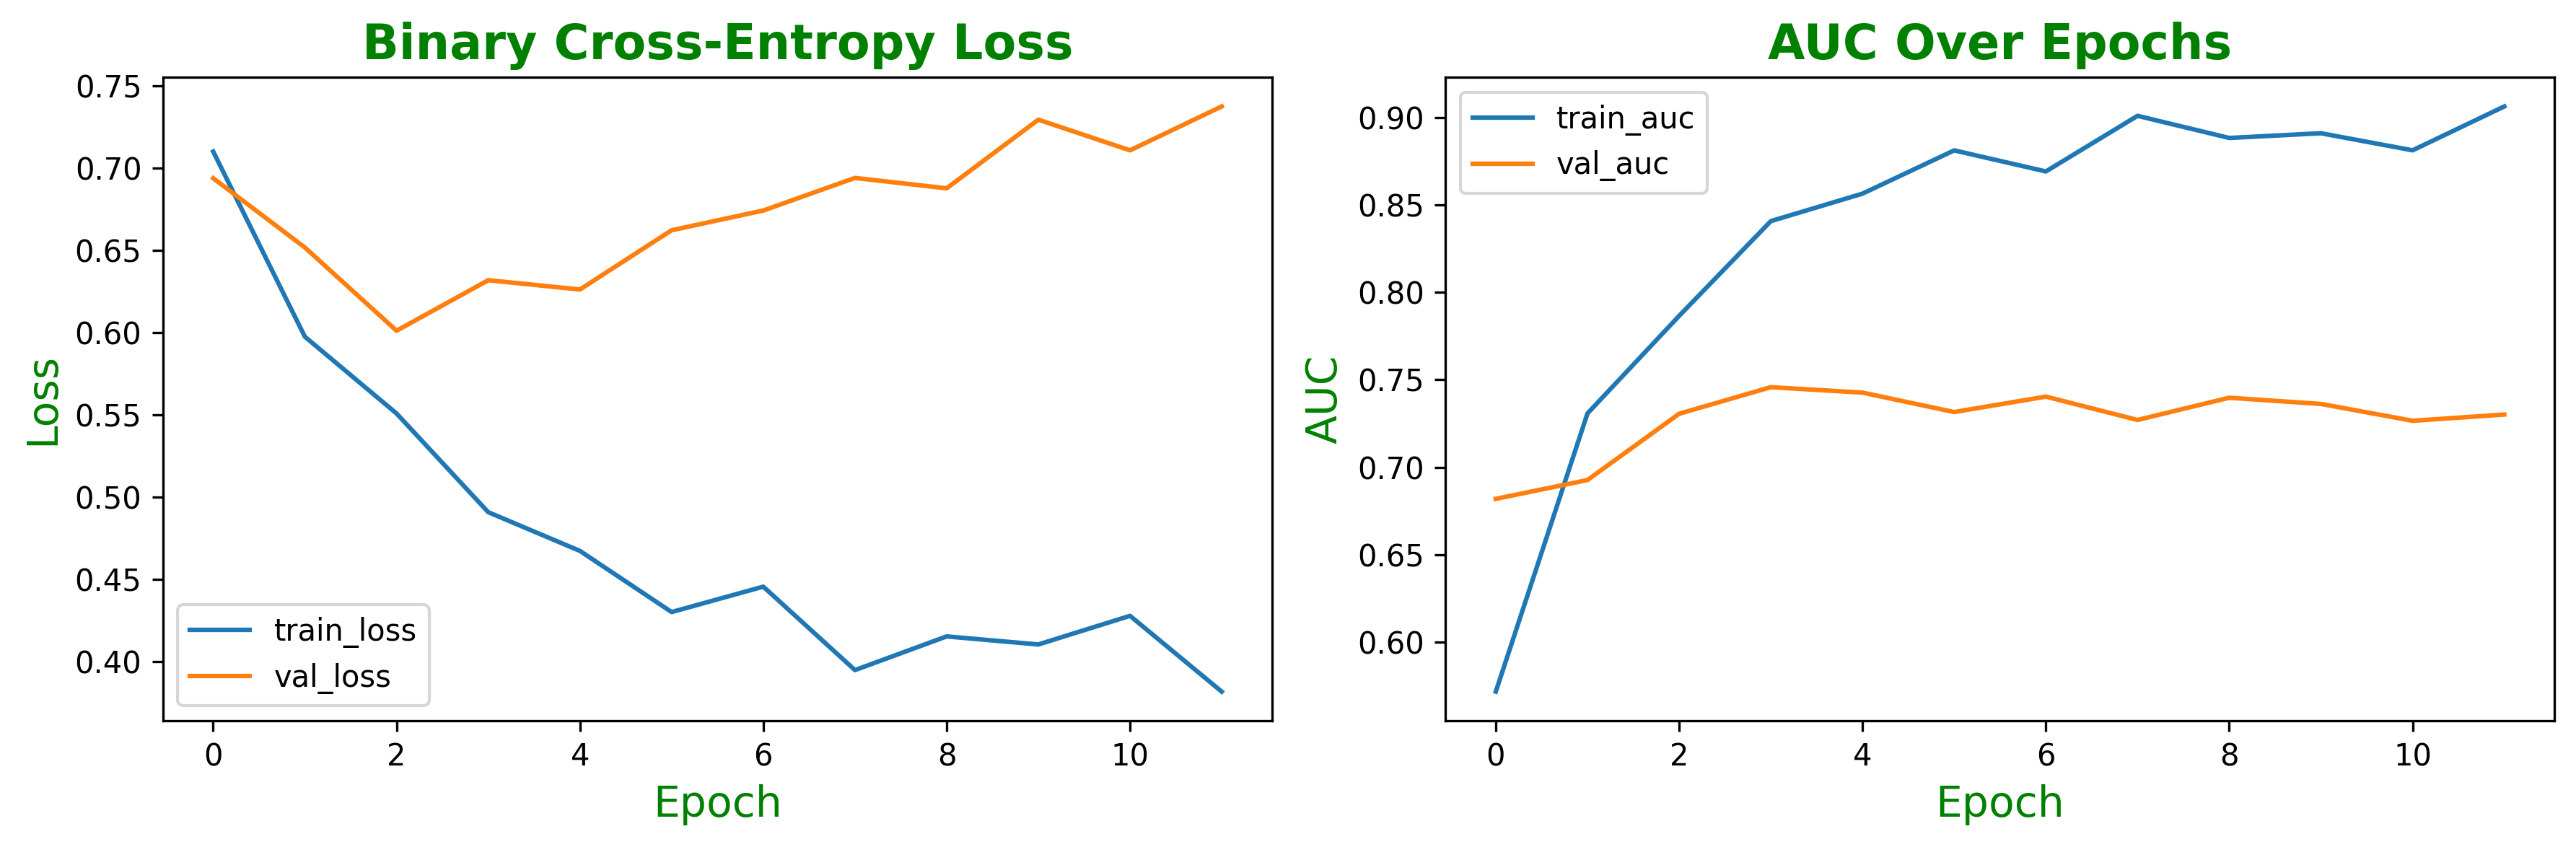 Binary Cross-Entropy Loss
0.75
0.70
0.65
0.60
0.55
0.50
0.45
0.40
Loss
train_loss
val_loss
0 2 4 6 8 10
Epoch
AUC Over Epochs
0.90
0.85
0.80
0.75
0.70
0.65
0.60
AUC
train_auc
val_auc
0 2 4 6 8 10
Epoch